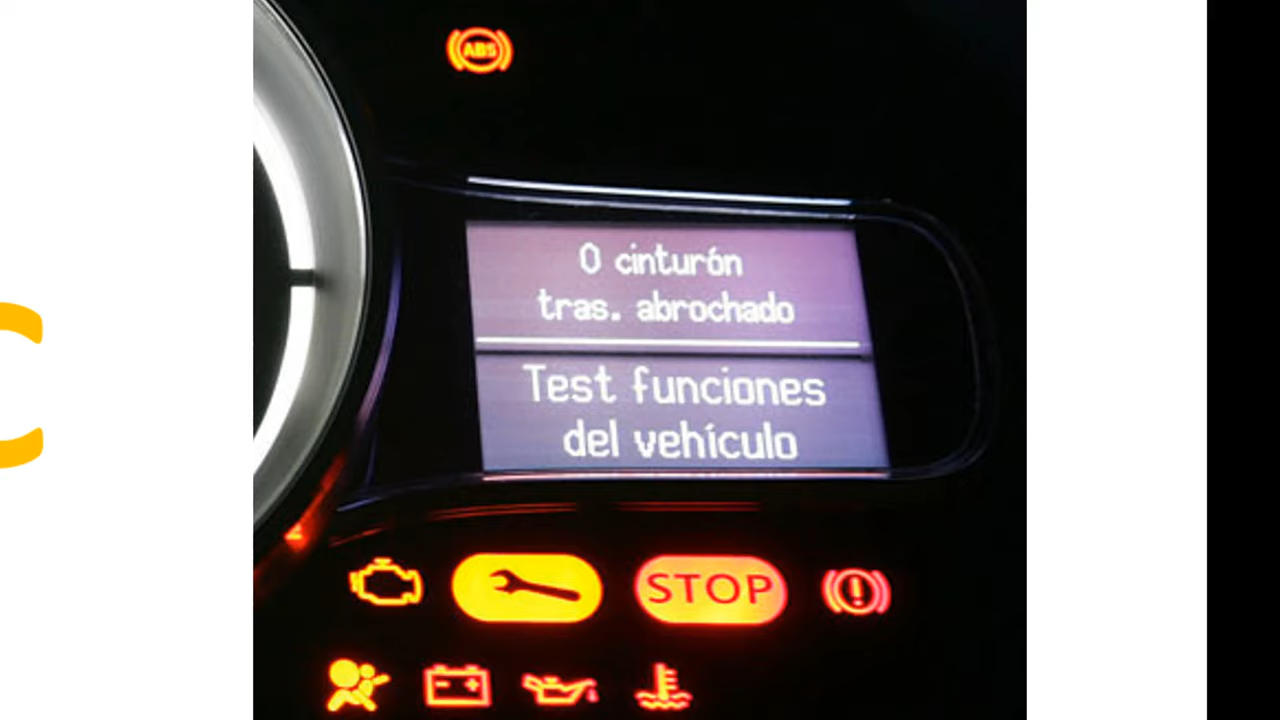 ABS
0 cinturón
tras. abrochado
Test funciones
del vehículo
STOP